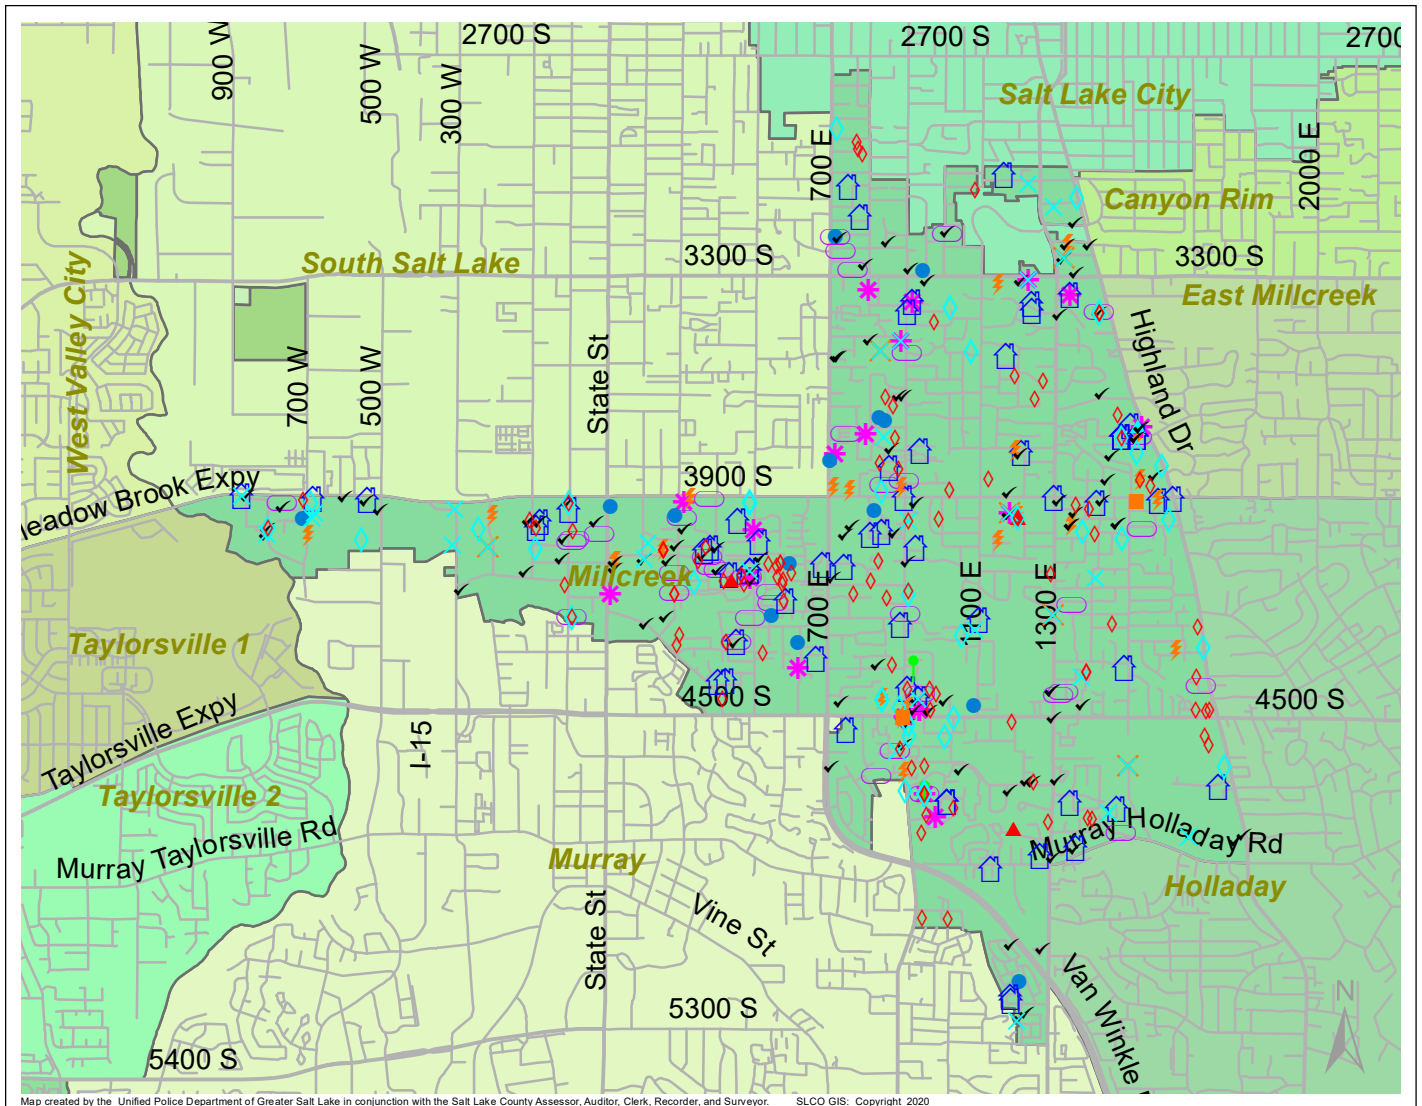 2700 S
2700 S
2700
900 W
500 W
300 W
Salt Lake City
700 E
2000 E
Canyon Rim
3300 S
3300 S
South Salt Lake
West Valley City
East Millcreek
Highland Dr
State St
700 W
500 W
3900 S
Meadow Brook Expy
Millcreek
700 E
1100 E
1300 E
Taylorsville 1
4500 S
4500 S
Taylorsville Expy
I-15
Taylorsville 2
Murray Taylorsville Rd
Murray Holladay Rd
Murray
Holladay
Vine St
State St
Van Winkle
5300 S
N
5400 S
Map created by the Unified Police Department of Greater Salt Lake in conjunction with the Salt Lake County Assessor, Auditor, Clerk, Recorder, and Surveyor. SLCO GIS: Copyright 2020